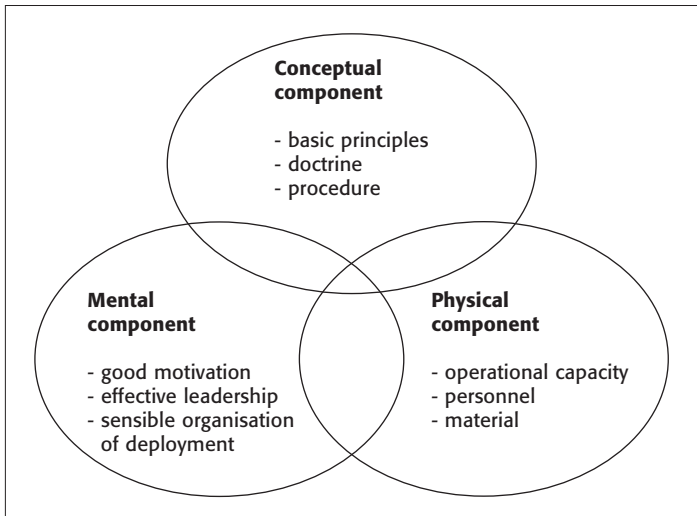 Conceptual
component
- basic principles
- doctrine
- procedure
Mental
component
- good motivation
- effective leadership
- sensible organisation
of deployment
Physical
component
- operational capacity
- personnel
- material